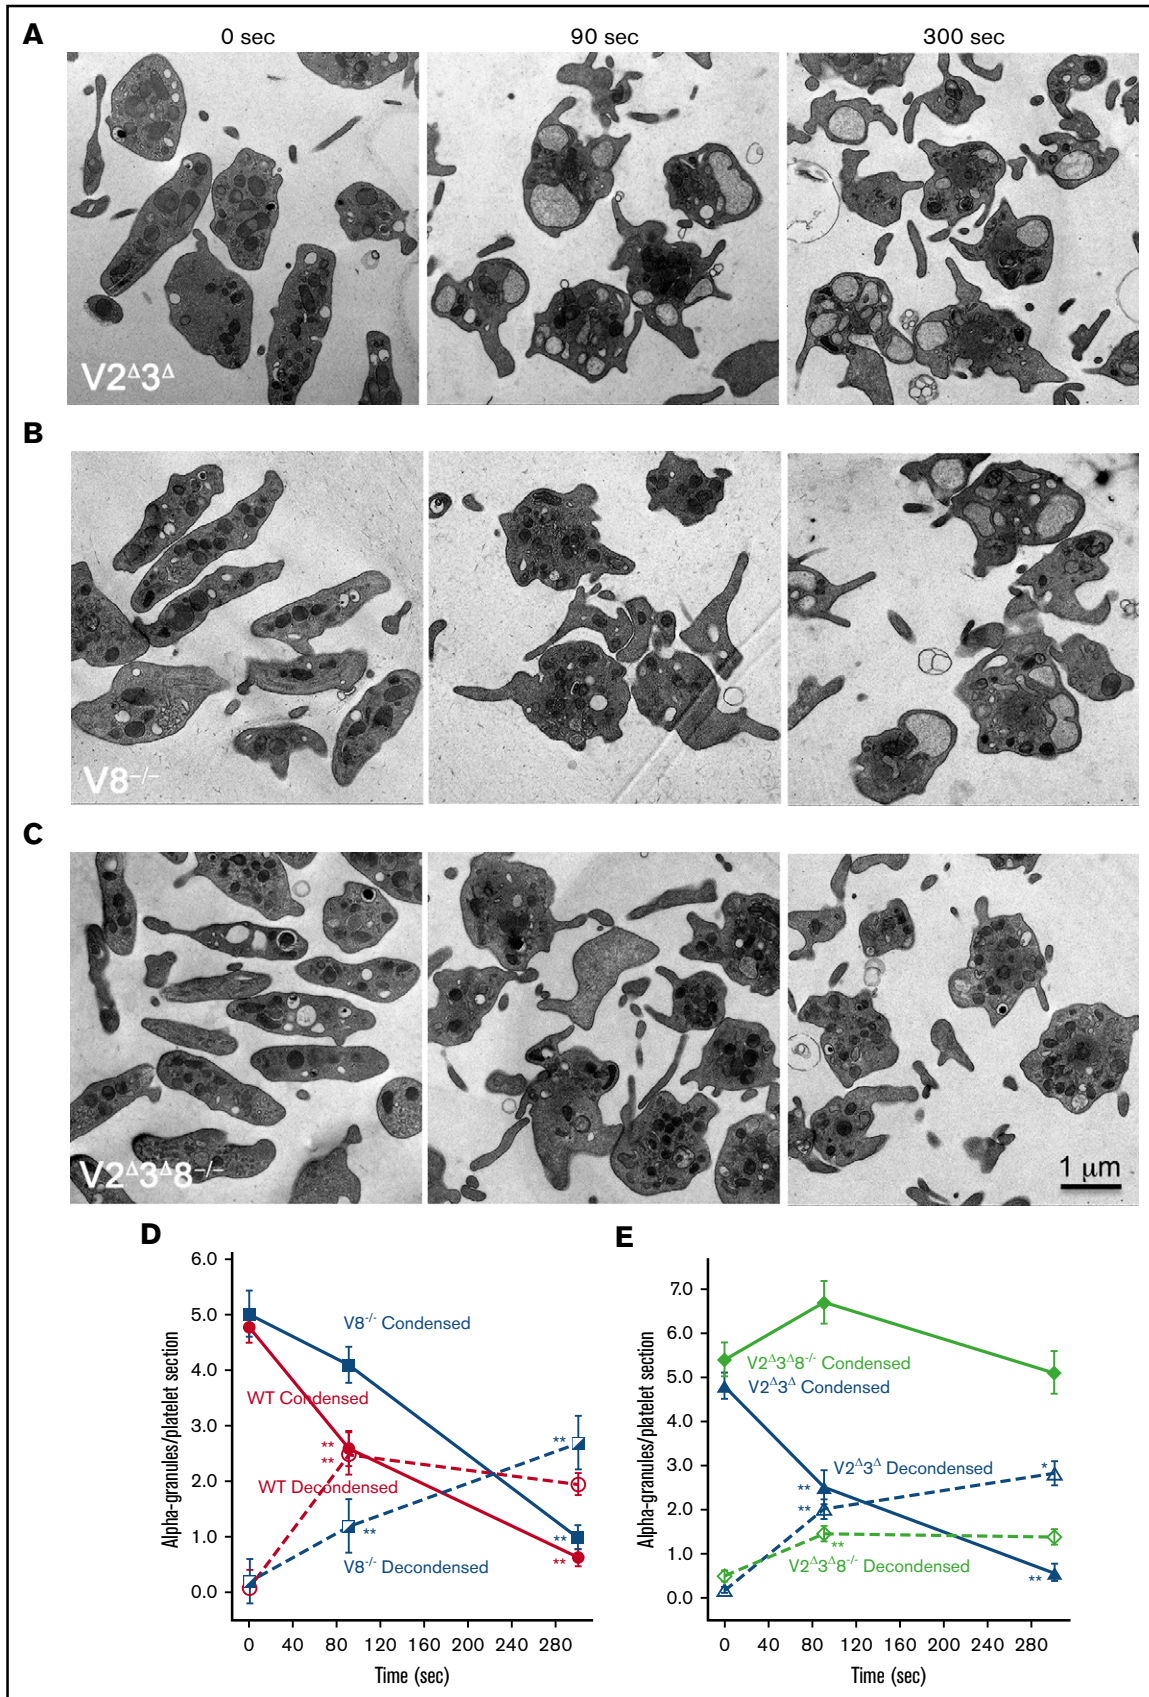 A
0 sec 90 sec 300 sec
V2Δ3Δ
B
V8-/-
C
V2Δ3Δ8-/-
1 μm
D
6.0
5.0
4.0
3.0
2.0
1.0
0.0
Alpha-granules/platelet section
V8-/- Condensed
WT Condensed
**
**
WT Decondensed
**
V8-/- Decondensed
**
**
**
0 40 80 120 160 200 240 280
Time (sec)
E
7.0
6.0
5.0
4.0
3.0
2.0
1.0
0.0
Alpha-granules/platelet section
V2Δ3Δ8-/- Condensed
V2Δ3Δ Condensed
V2Δ3Δ Decondensed
*
**
**
**
V2Δ3Δ8-/- Decondensed
**
0 40 80 120 160 200 240 280
Time (sec)